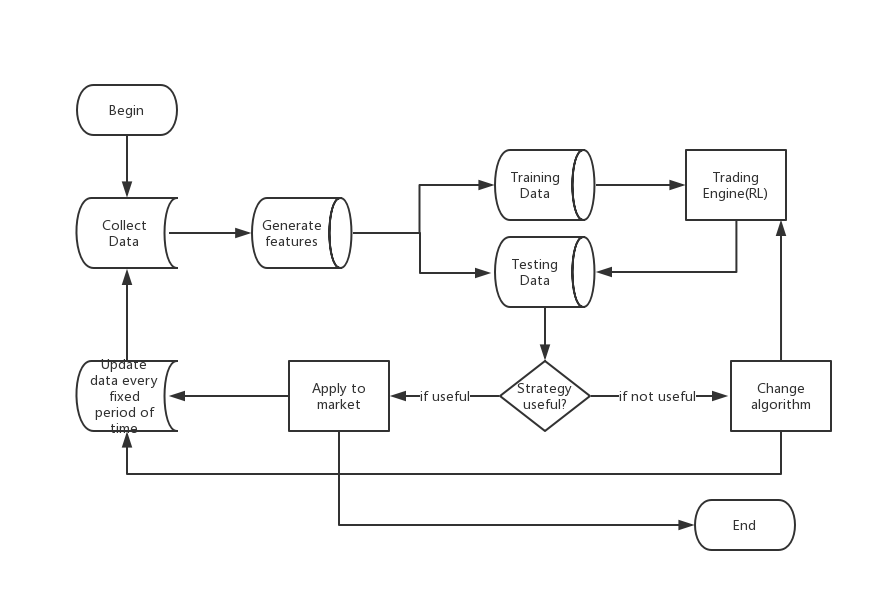 Begin
Training
Data
Trading
Engine(RL)
Collect
Data
Generate
features
Testing
Data
Update
data every
fixed
period of
time
Apply to
market
if useful
Strategy
useful?
if not useful
Change
algorithm
End